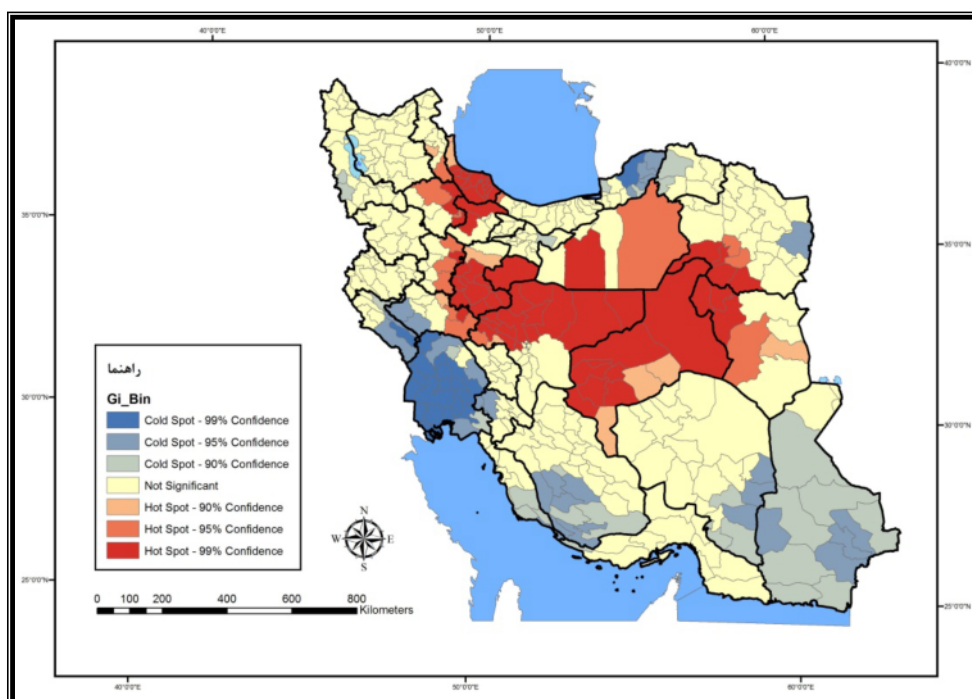 40°0'0"E 50°0'0"E 60°0'0"E
40°0'0"N
35°0'0"N
35°0'0"N
راهنما
Gi_Bin
Cold Spot - 99% Confidence
Cold Spot - 95% Confidence
Cold Spot - 90% Confidence
Not Significant
Hot Spot - 90% Confidence
Hot Spot - 95% Confidence
Hot Spot - 99% Confidence
30°0'0"N
30°0'0"N
N
W E
S
25°0'0"N
25°0'0"N
0 100 200 400 600 800
Kilometers
40°0'0"E 50°0'0"E 60°0'0"E